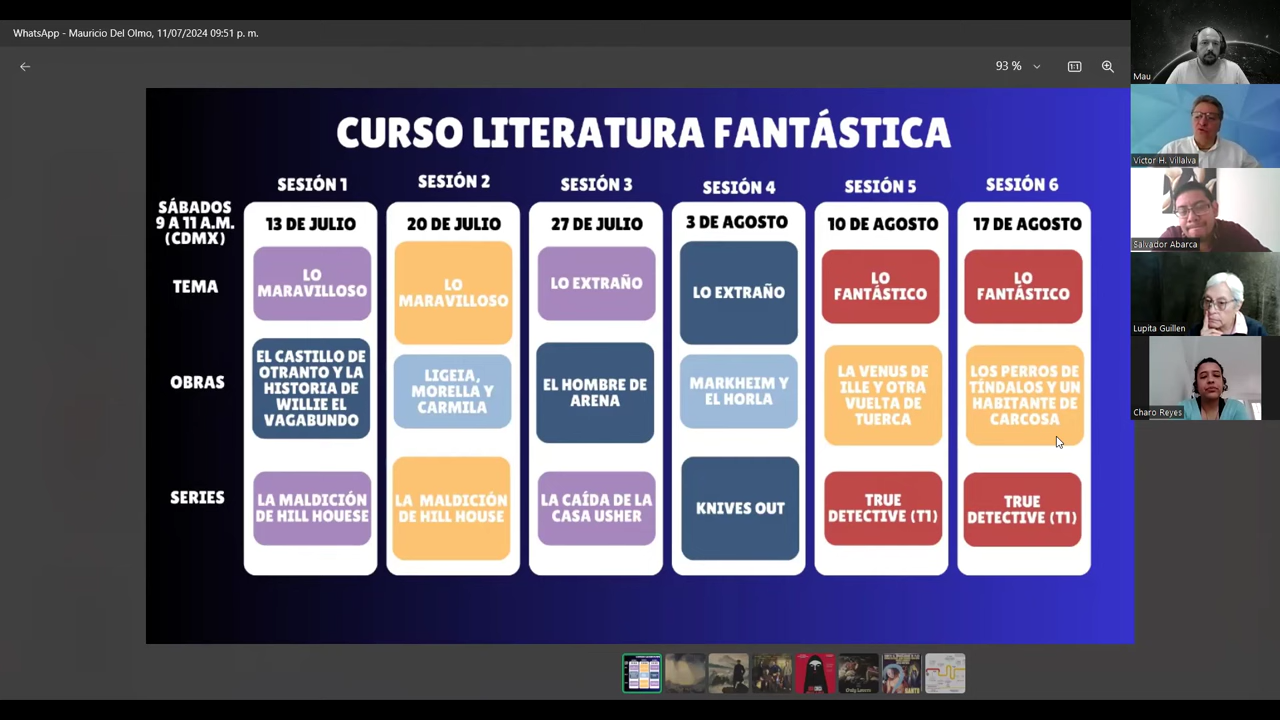 WhatsApp - Mauricio Del Olmo, 11/07/2024 09:51 p. m.
93 %
1:1
CURSO LITERATURA FANTÁSTICA
SÁBADOS
9 A 11 A.M.
(CDMX)
TEMA
OBRAS
SERIES
SESIÓN 1
13 DE JULIO
LO
MARAVILLOSO
EL CASTILLO DE
OTRANTO Y LA
HISTORIA DE
WILLIE EL
VAGABUNDO
LA MALDICIÓN
DE HILL HOUESE
SESIÓN 2
20 DE JULIO
LO
MARAVILLOSO
LIGEIA,
MORELLA Y
CARMILA
LA MALDICIÓN
DE HILL HOUSE
SESIÓN 3
27 DE JULIO
LO EXTRAÑO
EL HOMBRE DE
ARENA
LA CAÍDA DE LA
CASA USHER
SESIÓN 4
3 DE AGOSTO
LO EXTRAÑO
MARKHEIM Y
EL HORLA
KNIVES OUT
SESIÓN 5
10 DE AGOSTO
LO
FANTÁSTICO
LA VENUS DE
ILLE Y OTRA
VUELTA DE
TUERCA
TRUE
DETECTIVE (T1)
SESIÓN 6
17 DE AGOSTO
LO
FANTÁSTICO
LOS PERROS DE
TÍNDALOS Y UN
HABITANTE DE
CARCOSA
TRUE
DETECTIVE (T1)
Mau
Victor H. Villalva
Salvador Abarca
Lupita Guillen
Charo Reyes